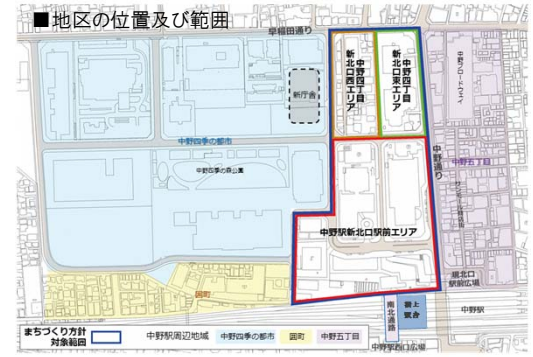 ■地区の位置及び範囲
早稲田通り
新庁舎
中野四丁目
新北口西エリア
中野四丁目
新北口東エリア
中野ブロードウェイ
中野四季の都市
中野通り
中野四季の森公園
中野五丁目
中野駅新北口駅前エリア
囲町
現北口
駅前広場
南北通路
橋上
駅舎
中野駅
中野駅西口広場
まちづくり方針
対象範囲
中野駅周辺地域
中野四季の都市
囲町
中野五丁目